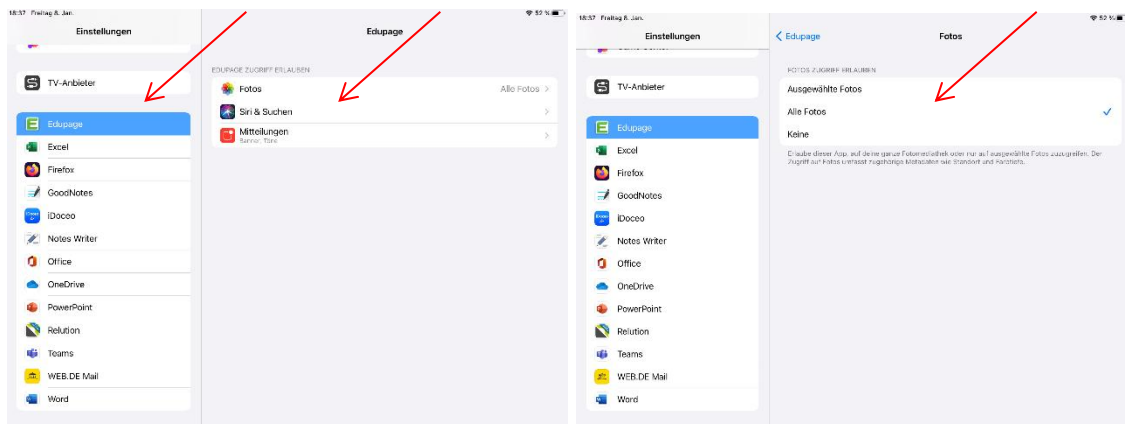 18:37 Freitag 8. Jan.
52 %
Einstellungen
TV-Anbieter
Edupage
Excel
Firefox
GoodNotes
iDoceo
Notes Writer
Office
OneDrive
PowerPoint
Relution
Teams
WEB.DE Mail
Word
Edupage
EDUPAGE ZUGRIFF ERLAUBEN
Fotos
Alle Fotos
Siri & Suchen
Mitteilungen
Banner, Töne
18:37 Freitag 8. Jan.
52 %
Einstellungen
TV-Anbieter
Edupage
Excel
Firefox
GoodNotes
iDoceo
Notes Writer
Office
OneDrive
PowerPoint
Relution
Teams
WEB.DE Mail
Word
Edupage
Fotos
FOTOS ZUGRIFF ERLAUBEN
Ausgewählte Fotos
Alle Fotos
Keine
Erlaube dieser App, auf deine ganze Fotomediathek oder nur auf ausgewählte Fotos zuzugreifen. Der
Zugriff auf Fotos umfasst zugehörige Metadaten wie Standort und